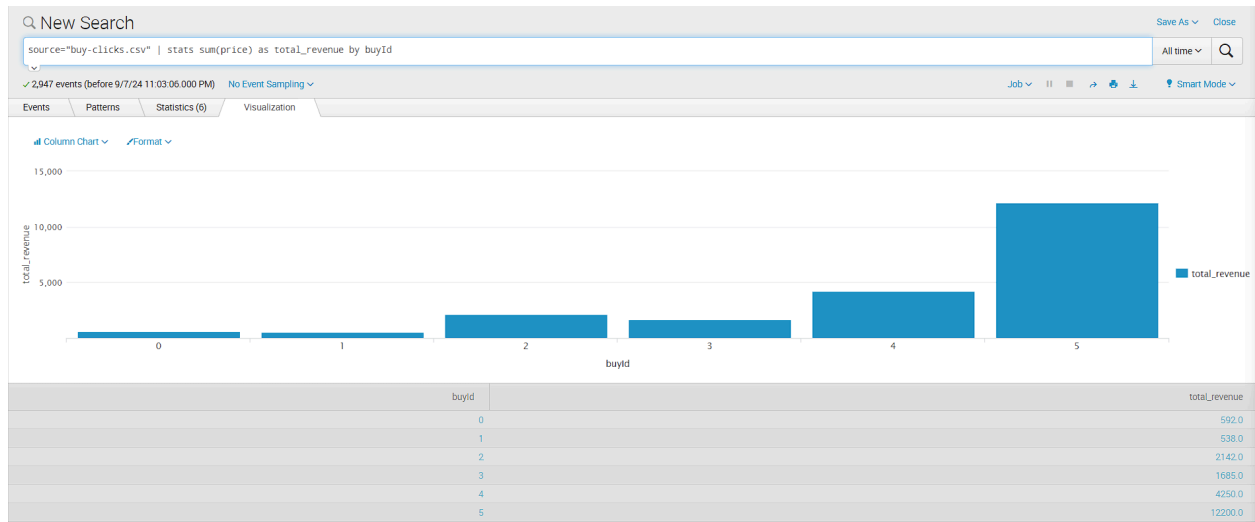 New Search
Save As Close
source="buy-clicks.csv" | stats sum(price) as total_revenue by buyId
All time
2,947 events (before 9/7/24 11:03:06.000 PM) No Event Sampling
Job Smart Mode
Events Patterns Statistics (6) Visualization
Column Chart Format
15,000
10,000
5,000
total_revenue
total_revenue
0 1 2 3 4 5
buyId
buyId total_revenue
0 592.0
1 538.0
2 2142.0
3 1685.0
4 4250.0
5 12200.0